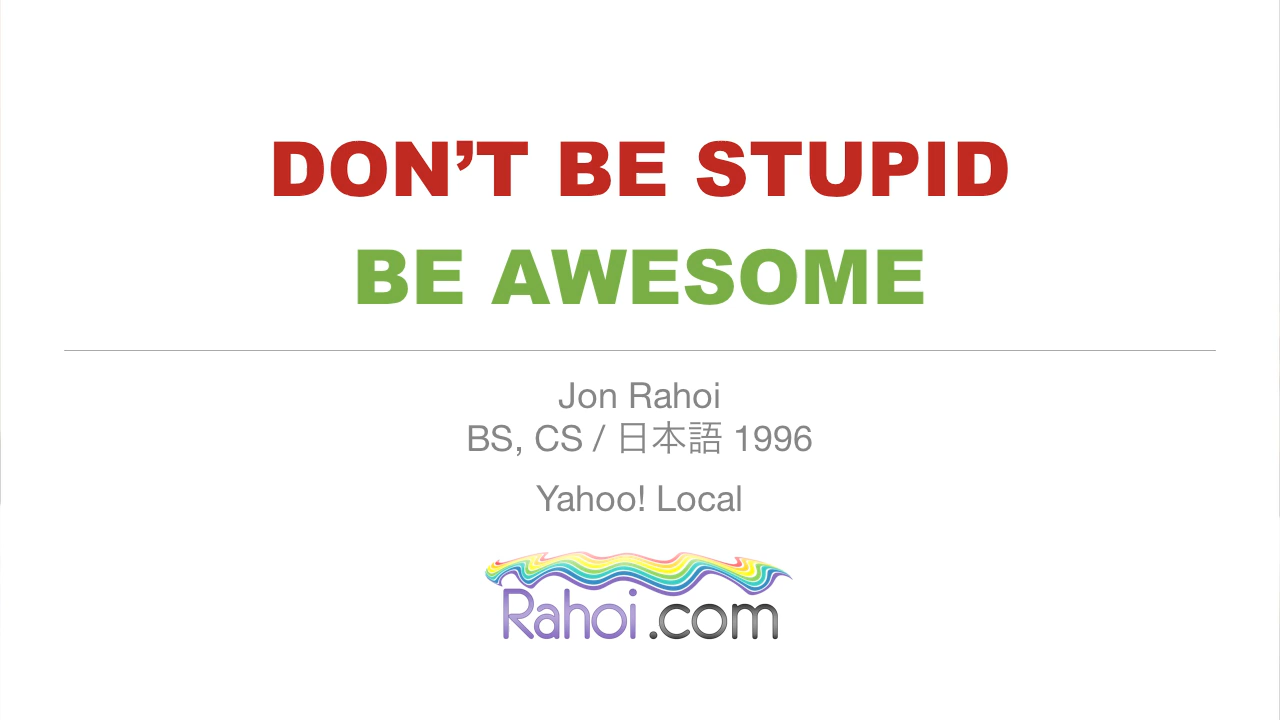 DON’T BE STUPID
BE AWESOME
Jon Rahoi
BS, CS / 日本語 1996
Yahoo! Local
Rahoi.com